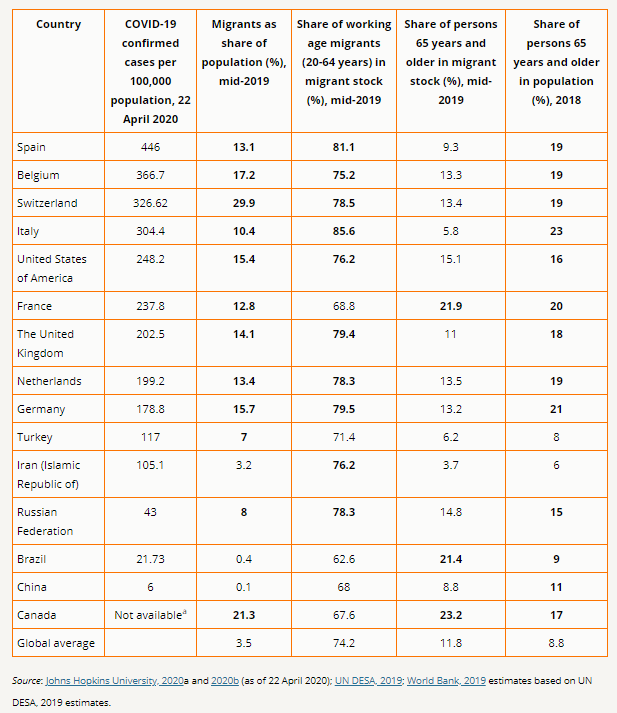 Country COVID-19 Migrants as Share of working Share of persons Share of
confirmed share of age migrants 65 years and persons 65
cases per population (%), (20-64 years) in older in migrant years and older
100,000 mid-2019 migrant stock stock (%), mid- in population
population, 22 (%), mid-2019 2019 (%), 2018
April 2020
Spain 446 13.1 81.1 9.3 19
Belgium 366.7 17.2 75.2 13.3 19
Switzerland 326.62 29.9 78.5 13.4 19
Italy 304.4 10.4 85.6 5.8 23
United States 248.2 15.4 76.2 15.1 16
of America
France 237.8 12.8 68.8 21.9 20
The United 202.5 14.1 79.4 11 18
Kingdom
Netherlands 199.2 13.4 78.3 13.5 19
Germany 178.8 15.7 79.5 13.2 21
Turkey 117 7 71.4 6.2 8
Iran (Islamic 105.1 3.2 76.2 3.7 6
Republic of)
Russian 43 8 78.3 14.8 15
Federation
Brazil 21.73 0.4 62.6 21.4 9
China 6 0.1 68 8.8 11
Canada Not availableª 21.3 67.6 23.2 17
Global average 3.5 74.2 11.8 8.8
Source: Johns Hopkins University, 2020a and 2020b (as of 22 April 2020); UN DESA, 2019; World Bank, 2019 estimates based on UN
DESA, 2019 estimates.